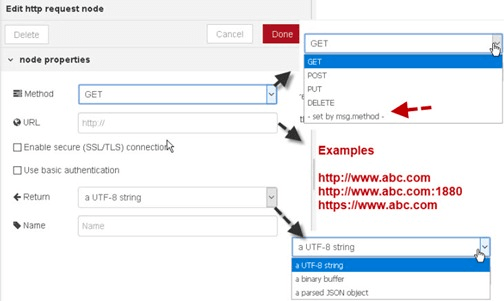 Edit http request node
Delete
Cancel
Done
node properties
Method
GET
URL
http://
Enable secure (SSL/TLS) connection
Use basic authentication
Return
a UTF-8 string
Name
Name
GET
GET
POST
PUT
DELETE
- set by msg.method -
Examples
http://www.abc.com
http://www.abc.com:1880
https://www.abc.com
a UTF-8 string
a UTF-8 string
a binary buffer
a parsed JSON object